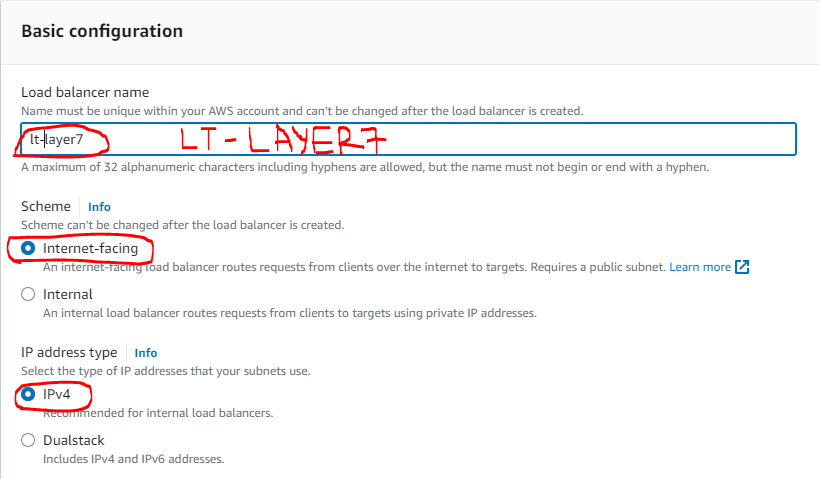 Basic configuration
Load balancer name
Name must be unique within your AWS account and can't be changed after the load balancer is created.
lt-layer7 LT-LAYER7
A maximum of 32 alphanumeric characters including hyphens are allowed, but the name must not begin or end with a hyphen.
Scheme Info
Scheme can't be changed after the load balancer is created.
Internet-facing
An internet-facing load balancer routes requests from clients over the internet to targets. Requires a public subnet. Learn more
Internal
An internal load balancer routes requests from clients to targets using private IP addresses.
IP address type Info
Select the type of IP addresses that your subnets use.
IPv4
Recommended for internal load balancers.
Dualstack
Includes IPv4 and IPv6 addresses.